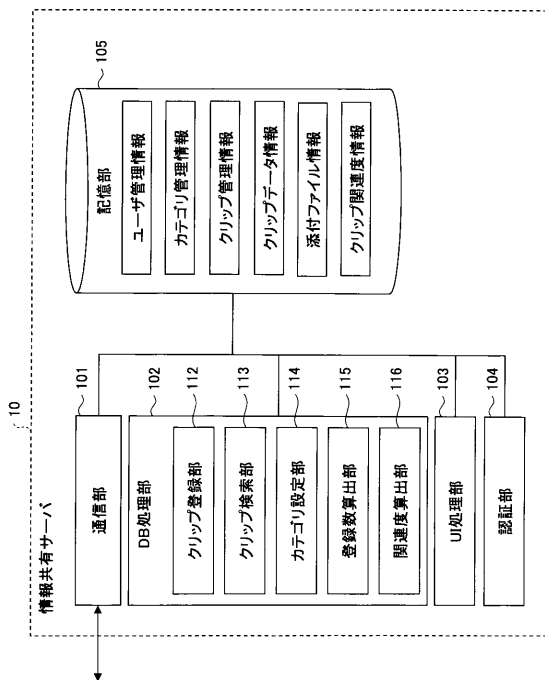 10
情報共有サーバ
通信部
101
DB処理部
102
クリップ登録部
112
クリップ検索部
113
カテゴリ設定部
114
登録数算出部
115
関連度算出部
116
UI処理部
103
認証部
104
105
記憶部
ユーザ管理情報
カテゴリ管理情報
クリップ管理情報
クリップデータ情報
添付ファイル情報
クリップ関連度情報